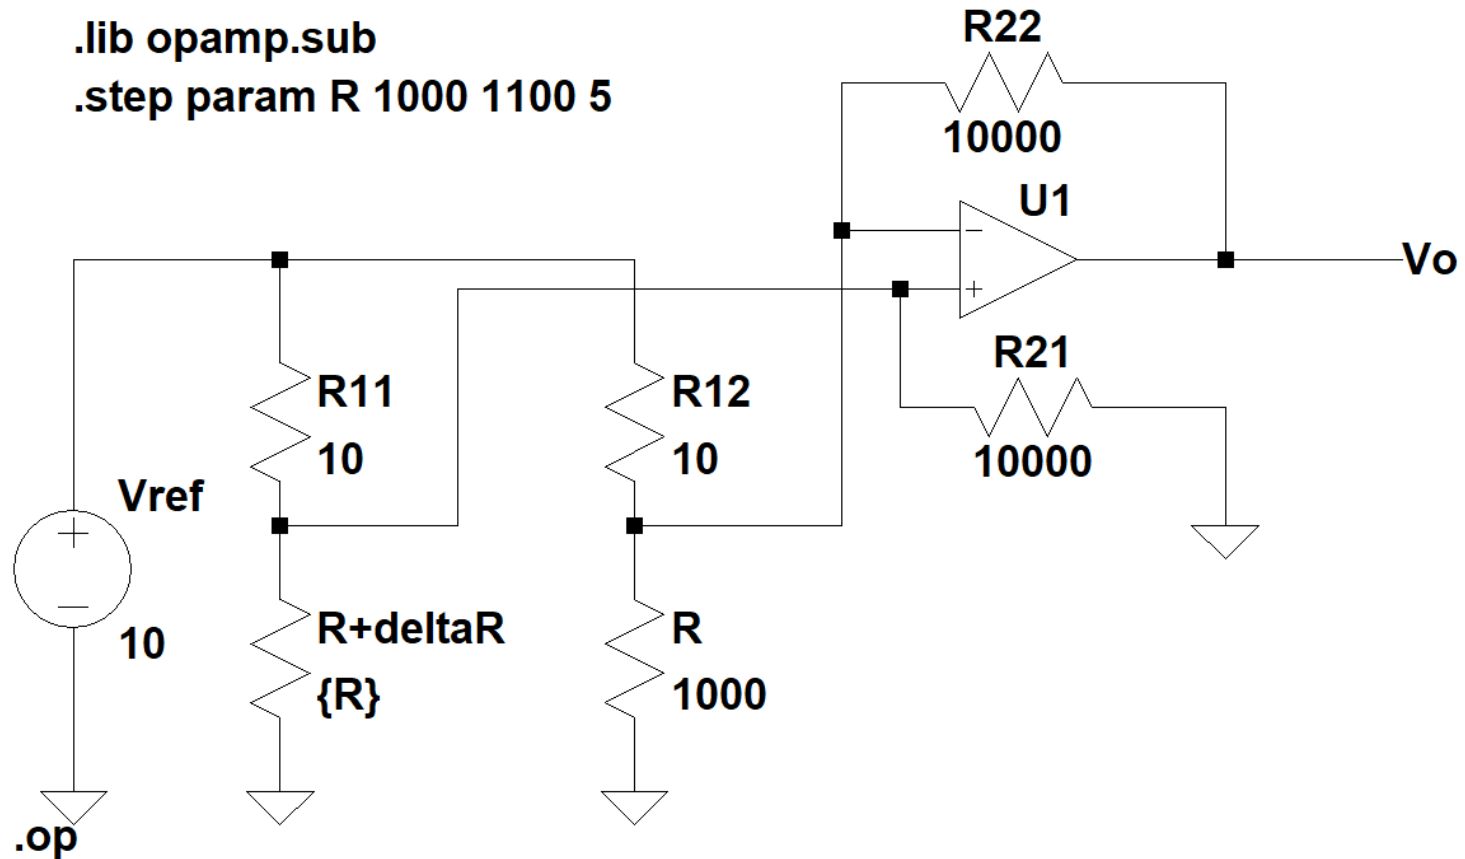 .lib opamp.sub
.step param R 1000 1100 5
R22
10000
U1
−
+
Vo
R21
10000
R11
10
R12
10
Vref
+
−
10
R+deltaR
{R}
R
1000
.op